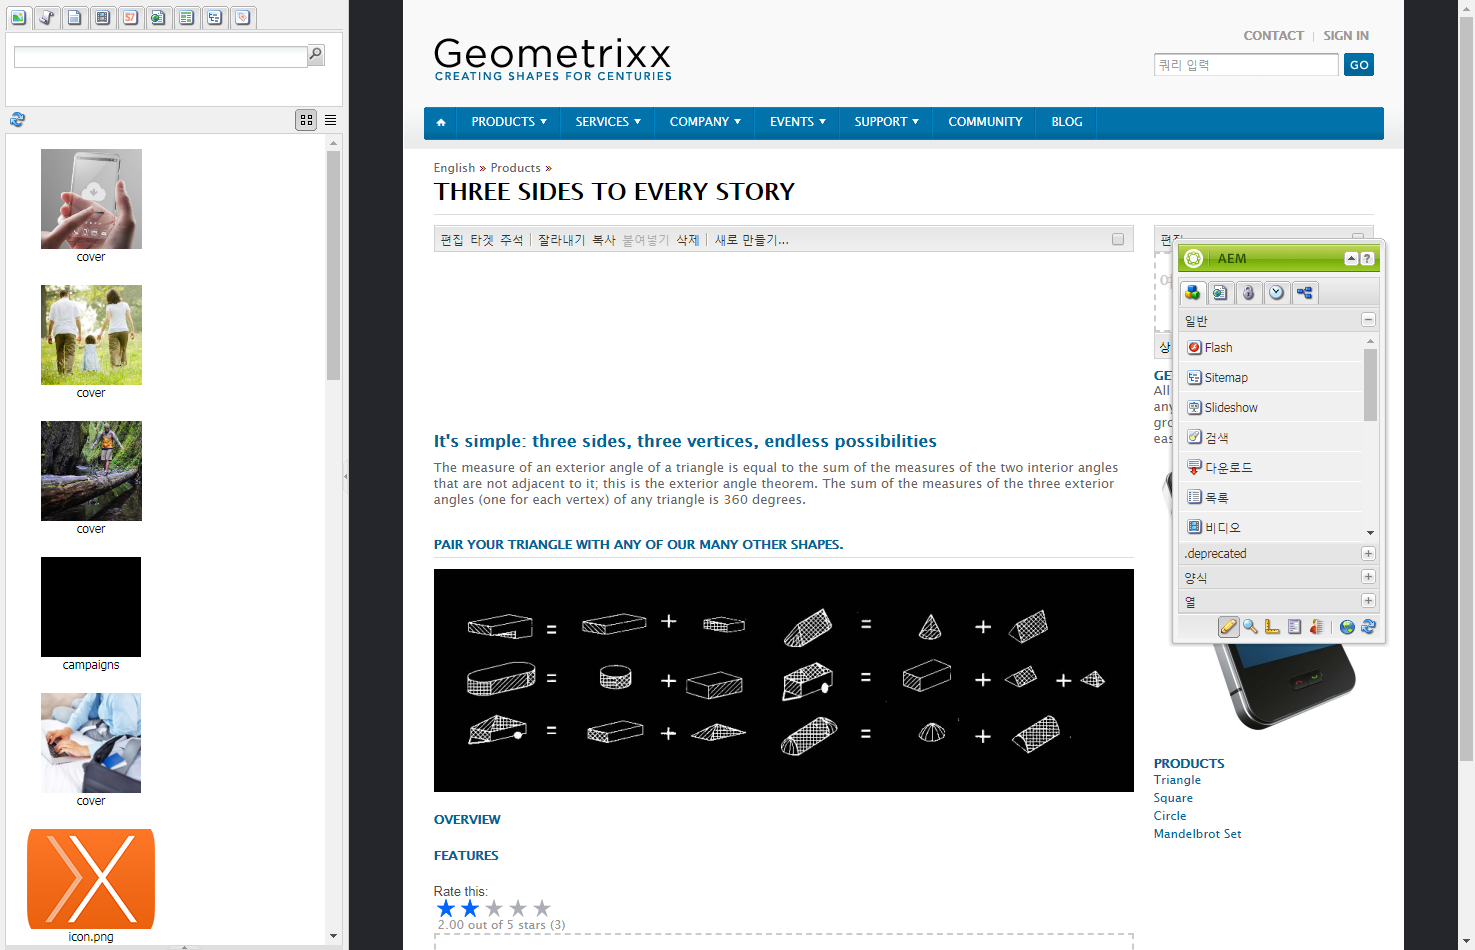 S7
cover
cover
cover
campaigns
cover
icon.png
Geometrixx
CREATING SHAPES FOR CENTURIES
CONTACT | SIGN IN
쿼리 입력 GO
PRODUCTS SERVICES COMPANY EVENTS SUPPORT COMMUNITY BLOG
English » Products »
THREE SIDES TO EVERY STORY
편집 타겟 주석 | 잘라내기 복사 붙여넣기 삭제 | 새로 만들기...
It's simple: three sides, three vertices, endless possibilities
The measure of an exterior angle of a triangle is equal to the sum of the measures of the two interior angles
that are not adjacent to it; this is the exterior angle theorem. The sum of the measures of the three exterior
angles (one for each vertex) of any triangle is 360 degrees.
PAIR YOUR TRIANGLE WITH ANY OF OUR MANY OTHER SHAPES.
= + = +
= + = + +
= + = +
OVERVIEW
FEATURES
Rate this:
2.00 out of 5 stars (3)
편집
상
GE
All
any
gro
eas
AEM ?
일반
Flash
Sitemap
Slideshow
검색
다운로드
목록
비디오
.deprecated
양식
열
PRODUCTS
Triangle
Square
Circle
Mandelbrot Set